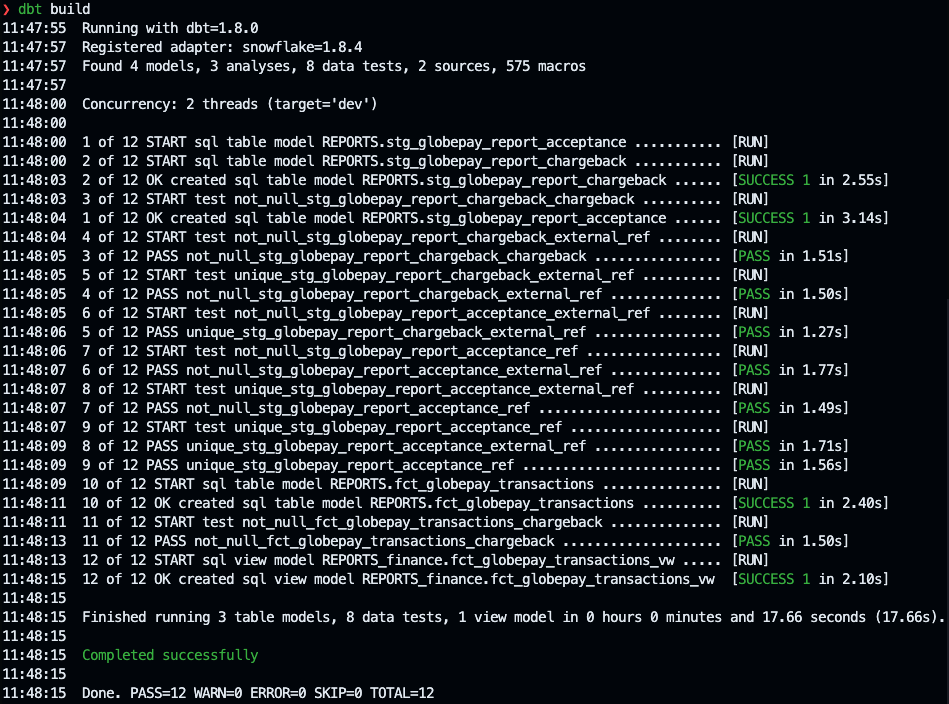 ❯ dbt build
11:47:55  Running with dbt=1.8.0
11:47:57  Registered adapter: snowflake=1.8.4
11:47:57  Found 4 models, 3 analyses, 8 data tests, 2 sources, 575 macros
11:47:57
11:48:00  Concurrency: 2 threads (target='dev')
11:48:00
11:48:00  1 of 12 START sql table model REPORTS.stg_globepay_report_acceptance ........... [RUN]
11:48:00  2 of 12 START sql table model REPORTS.stg_globepay_report_chargeback ........... [RUN]
11:48:03  2 of 12 OK created sql table model REPORTS.stg_globepay_report_chargeback ...... [SUCCESS 1 in 2.55s]
11:48:03  3 of 12 START test not_null_stg_globepay_report_chargeback_chargeback .......... [RUN]
11:48:04  1 of 12 OK created sql table model REPORTS.stg_globepay_report_acceptance ...... [SUCCESS 1 in 3.14s]
11:48:04  4 of 12 START test not_null_stg_globepay_report_chargeback_external_ref ........ [RUN]
11:48:05  3 of 12 PASS not_null_stg_globepay_report_chargeback_chargeback ................ [PASS in 1.51s]
11:48:05  5 of 12 START test unique_stg_globepay_report_chargeback_external_ref .......... [RUN]
11:48:05  4 of 12 PASS not_null_stg_globepay_report_chargeback_external_ref .............. [PASS in 1.50s]
11:48:05  6 of 12 START test not_null_stg_globepay_report_acceptance_external_ref ........ [RUN]
11:48:06  5 of 12 PASS unique_stg_globepay_report_chargeback_external_ref ................ [PASS in 1.27s]
11:48:06  7 of 12 START test not_null_stg_globepay_report_acceptance_ref ................. [RUN]
11:48:07  6 of 12 PASS not_null_stg_globepay_report_acceptance_external_ref .............. [PASS in 1.77s]
11:48:07  8 of 12 START test unique_stg_globepay_report_acceptance_external_ref .......... [RUN]
11:48:07  7 of 12 PASS not_null_stg_globepay_report_acceptance_ref ....................... [PASS in 1.49s]
11:48:07  9 of 12 START test unique_stg_globepay_report_acceptance_ref ................... [RUN]
11:48:09  8 of 12 PASS unique_stg_globepay_report_acceptance_external_ref ................ [PASS in 1.71s]
11:48:09  9 of 12 PASS unique_stg_globepay_report_acceptance_ref ......................... [PASS in 1.56s]
11:48:09  10 of 12 START sql table model REPORTS.fct_globepay_transactions ............... [RUN]
11:48:11  10 of 12 OK created sql table model REPORTS.fct_globepay_transactions .......... [SUCCESS 1 in 2.40s]
11:48:11  11 of 12 START test not_null_fct_globepay_transactions_chargeback .............. [RUN]
11:48:13  11 of 12 PASS not_null_fct_globepay_transactions_chargeback .................... [PASS in 1.50s]
11:48:13  12 of 12 START sql view model REPORTS_finance.fct_globepay_transactions_vw ..... [RUN]
11:48:15  12 of 12 OK created sql view model REPORTS_finance.fct_globepay_transactions_vw  [SUCCESS 1 in 2.10s]
11:48:15
11:48:15  Finished running 3 table models, 8 data tests, 1 view model in 0 hours 0 minutes and 17.66 seconds (17.66s).
11:48:15
11:48:15  Completed successfully
11:48:15
11:48:15  Done. PASS=12 WARN=0 ERROR=0 SKIP=0 TOTAL=12